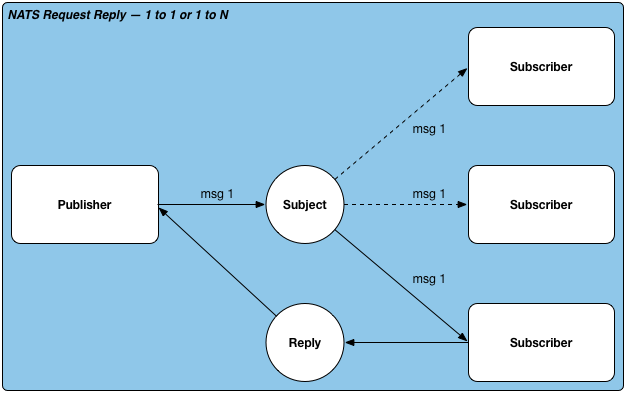 NATS Request Reply — 1 to 1 or 1 to N
Subscriber
msg 1
Publisher
msg 1
Subject
msg 1
Subscriber
msg 1
Reply
Subscriber